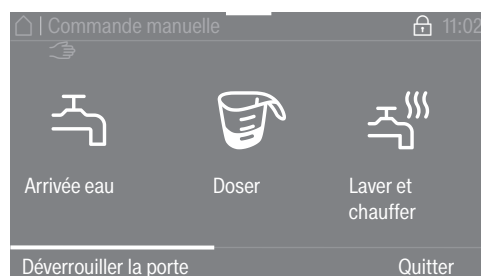 Commande manuelle 11:02
Arrivée eau Doser Laver et
chauffer
Déverrouiller la porte Quitter